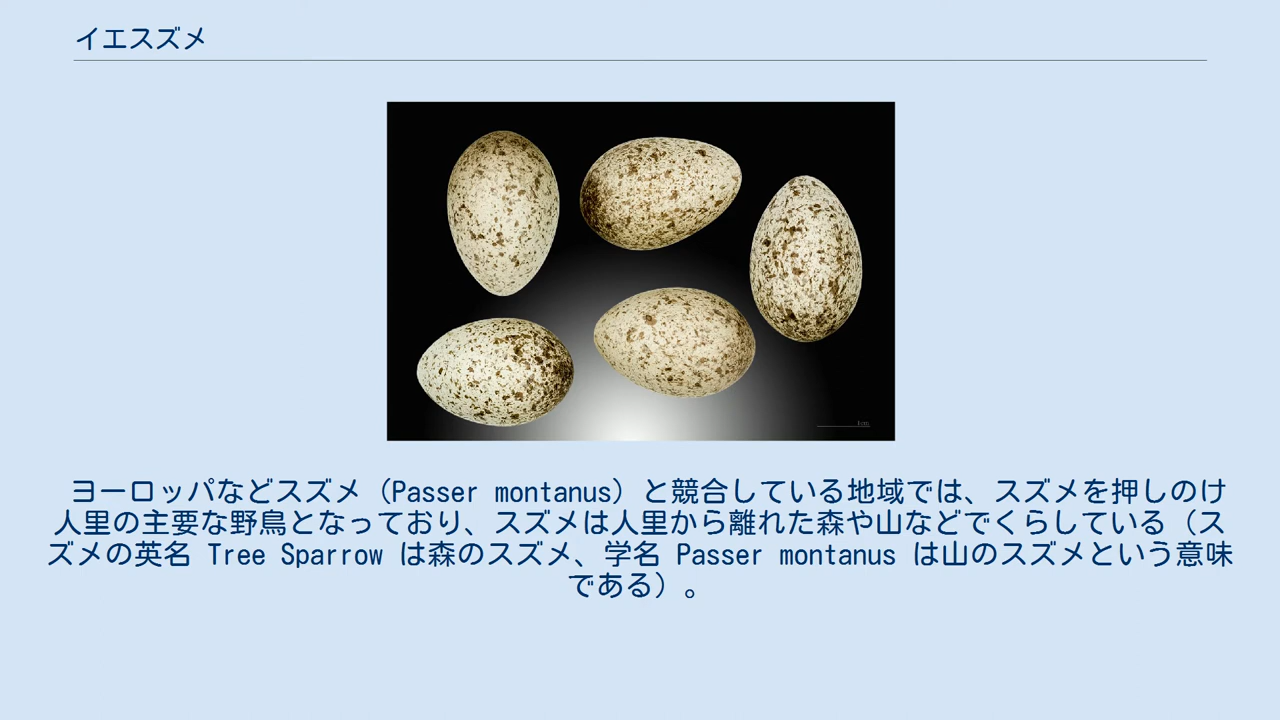 イエスズメ
ヨーロッパなどスズメ（Passer montanus）と競合している地域では、スズメを押しのけ
人里の主要な野鳥となっており、スズメは人里から離れた森や山などでくらしている（ス
ズメの英名 Tree Sparrow は森のスズメ、学名 Passer montanus は山のスズメという意味
である）。